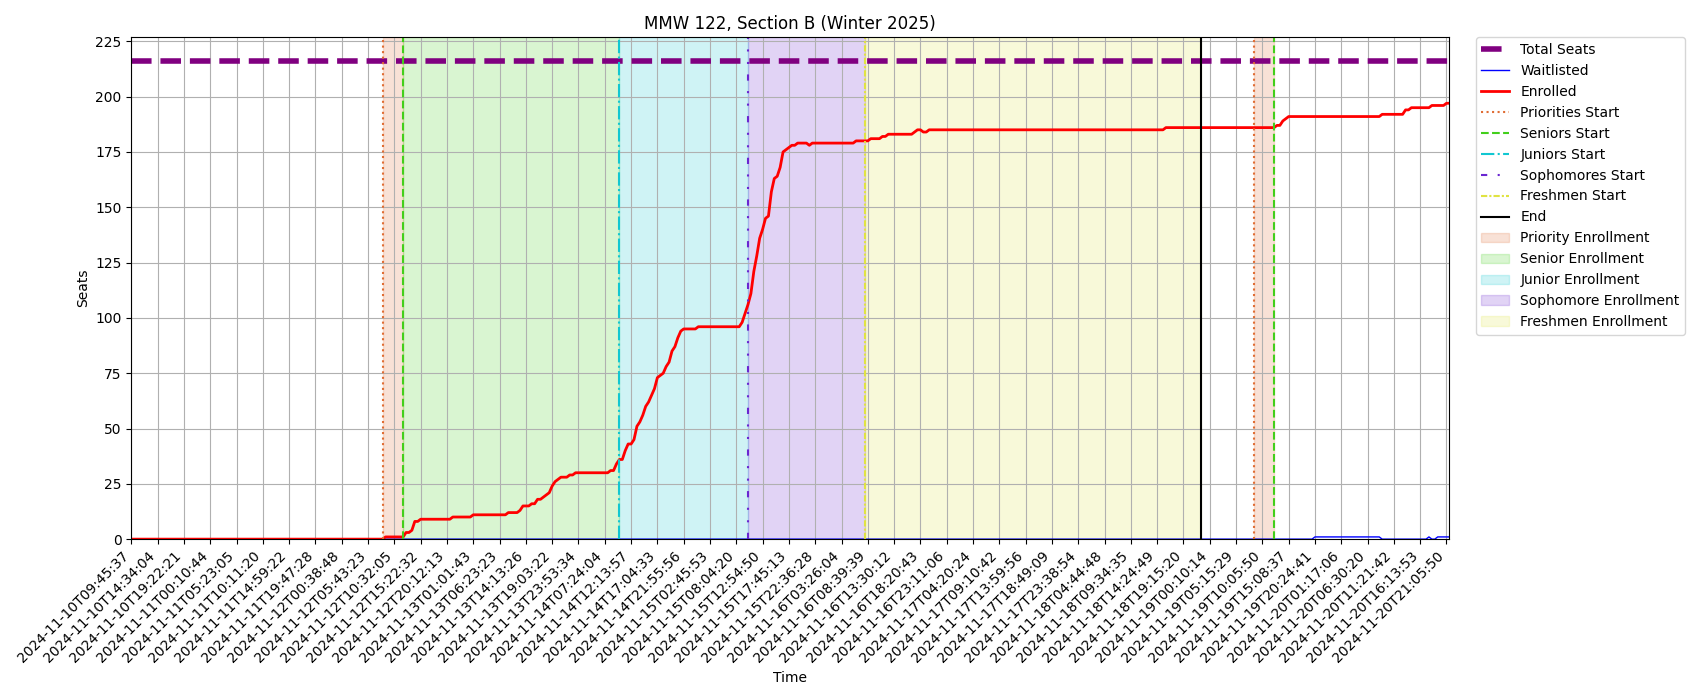 MMW 122, Section B (Winter 2025)
225
200
175
150
125
100
75
50
25
0
Seats
2024-11-10T09:45:37
2024-11-10T14:34:04
2024-11-10T19:22:21
2024-11-11T00:10:44
2024-11-11T05:23:05
2024-11-11T10:11:20
2024-11-11T14:59:22
2024-11-11T19:47:28
2024-11-12T00:38:48
2024-11-12T05:43:23
2024-11-12T10:32:05
2024-11-12T15:22:32
2024-11-12T20:12:13
2024-11-13T01:01:43
2024-11-13T06:23:23
2024-11-13T14:13:26
2024-11-13T19:03:22
2024-11-13T23:53:34
2024-11-14T07:24:04
2024-11-14T12:13:57
2024-11-14T17:04:33
2024-11-14T21:55:56
2024-11-15T02:45:53
2024-11-15T08:04:20
2024-11-15T12:54:50
2024-11-15T17:45:13
2024-11-15T22:36:28
2024-11-16T03:26:04
2024-11-16T08:39:39
2024-11-16T13:30:12
2024-11-16T18:20:43
2024-11-16T23:11:06
2024-11-17T04:20:24
2024-11-17T09:10:42
2024-11-17T13:59:56
2024-11-17T18:49:09
2024-11-17T23:38:54
2024-11-18T04:44:48
2024-11-18T09:34:35
2024-11-18T14:24:49
2024-11-18T19:15:20
2024-11-19T00:10:14
2024-11-19T05:15:29
2024-11-19T10:05:50
2024-11-19T15:08:37
2024-11-19T20:24:41
2024-11-20T01:17:06
2024-11-20T06:30:20
2024-11-20T11:21:42
2024-11-20T16:13:53
2024-11-20T21:05:50
Time
Total Seats
Waitlisted
Enrolled
Priorities Start
Seniors Start
Juniors Start
Sophomores Start
Freshmen Start
End
Priority Enrollment
Senior Enrollment
Junior Enrollment
Sophomore Enrollment
Freshmen Enrollment